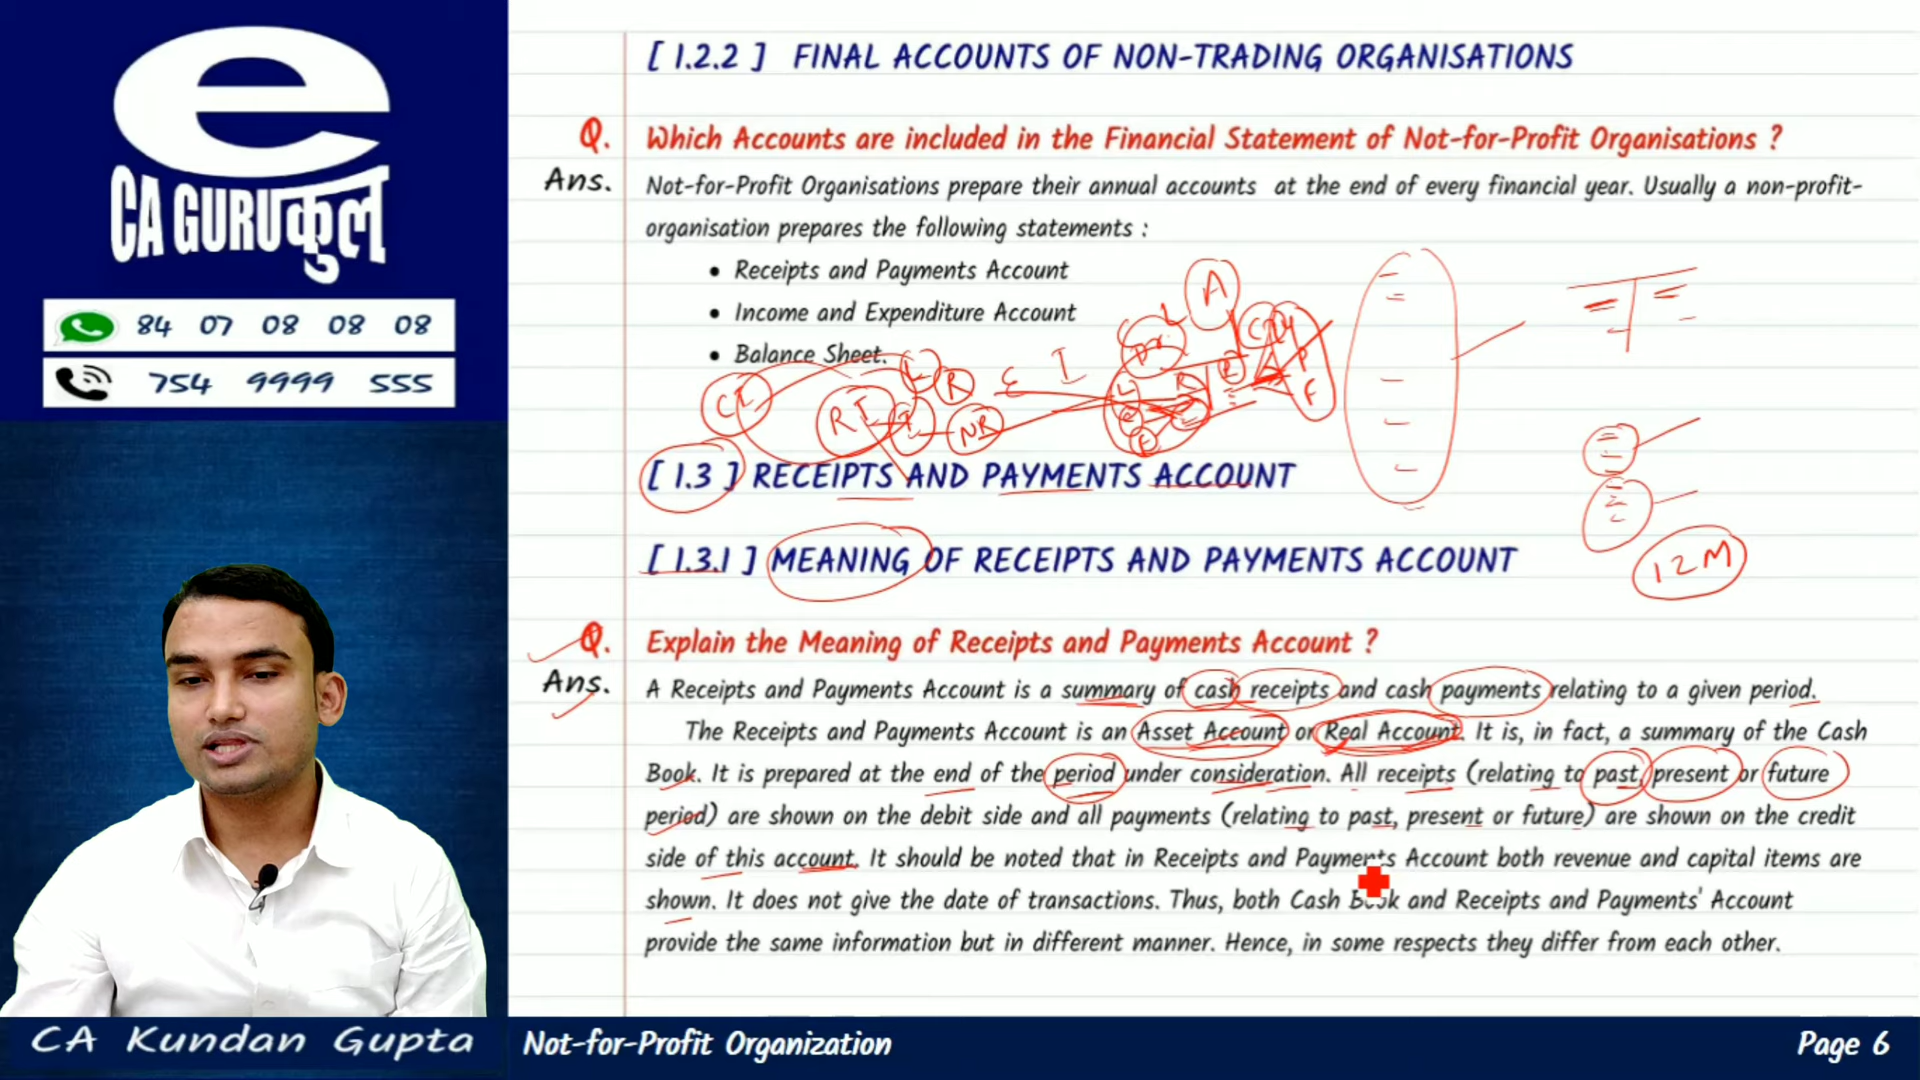 e
CA GURUकुल
84 07 08 08 08
754 9999 555
[ 1.2.2 ] FINAL ACCOUNTS OF NON-TRADING ORGANISATIONS
Q. Which Accounts are included in the Financial Statement of Not-for-Profit Organisations ?
Ans. Not-for-Profit Organisations prepare their annual accounts at the end of every financial year. Usually a non-profit-
organisation prepares the following statements :
• Receipts and Payments Account
• Income and Expenditure Account
• Balance Sheet.
A
CI
RI
R
NR
E I
L
P
F
[ 1.3 ] RECEIPTS AND PAYMENTS ACCOUNT
12M
[ 1.3.1 ] MEANING OF RECEIPTS AND PAYMENTS ACCOUNT
Q. Explain the Meaning of Receipts and Payments Account ?
Ans. A Receipts and Payments Account is a summary of cash receipts and cash payments relating to a given period.
The Receipts and Payments Account is an Asset Account or Real Account. It is, in fact, a summary of the Cash
Book. It is prepared at the end of the period under consideration. All receipts (relating to past, present or future
period) are shown on the debit side and all payments (relating to past, present or future) are shown on the credit
side of this account. It should be noted that in Receipts and Payments Account both revenue and capital items are
shown. It does not give the date of transactions. Thus, both Cash Book and Receipts and Payments' Account
provide the same information but in different manner. Hence, in some respects they differ from each other.
CA Kundan Gupta
Not-for-Profit Organization
Page 6